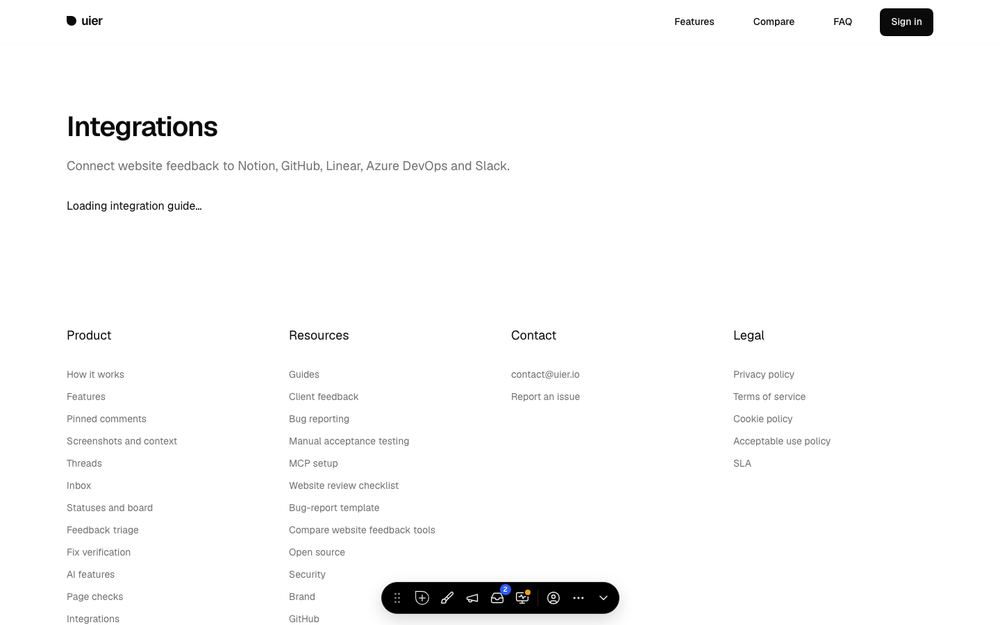 uier
Features
Compare
FAQ
Sign in
Integrations
Connect website feedback to Notion, GitHub, Linear, Azure DevOps and Slack.
Loading integration guide...
Product
How it works
Features
Pinned comments
Screenshots and context
Threads
Inbox
Statuses and board
Feedback triage
Fix verification
AI features
Page checks
Integrations
Resources
Guides
Client feedback
Bug reporting
Manual acceptance testing
MCP setup
Website review checklist
Bug-report template
Compare website feedback tools
Open source
Security
Brand
GitHub
Contact
contact@uier.io
Report an issue
Legal
Privacy policy
Terms of service
Cookie policy
Acceptable use policy
SLA
2